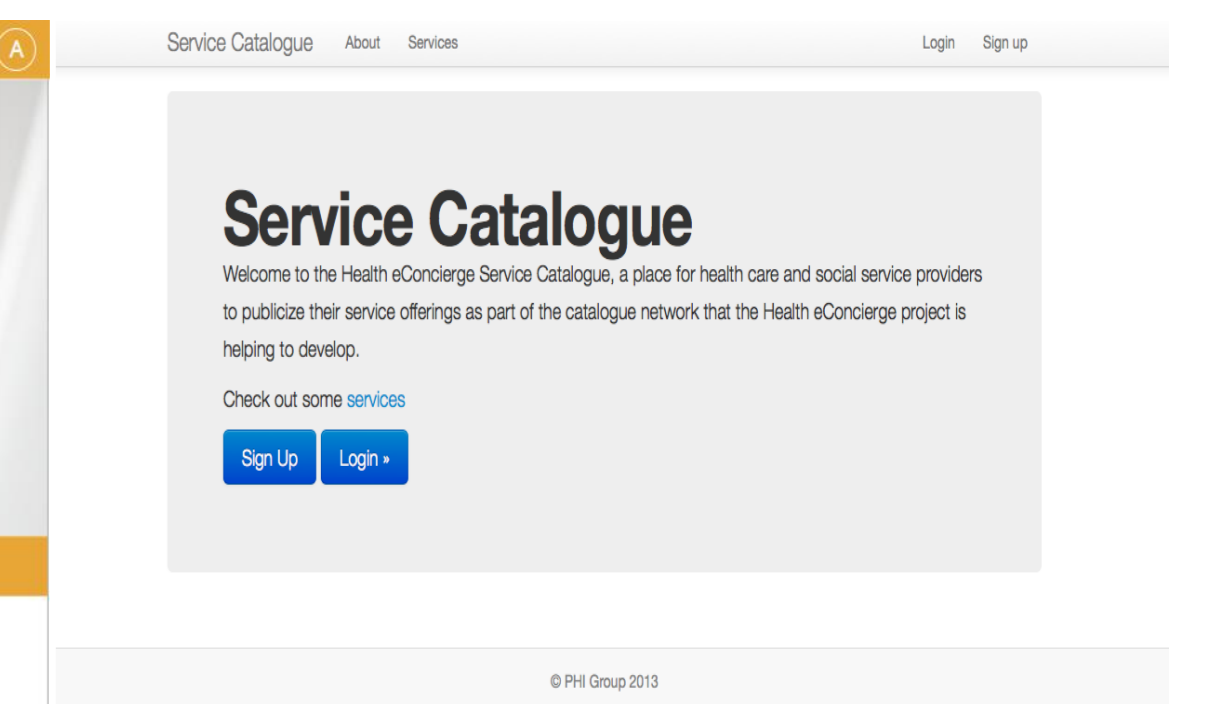 A
Service Catalogue About Services Login Sign up
Service Catalogue
Welcome to the Health eConcierge Service Catalogue, a place for health care and social service providers
to publicize their service offerings as part of the catalogue network that the Health eConcierge project is
helping to develop.
Check out some services
Sign Up Login »
© PHI Group 2013